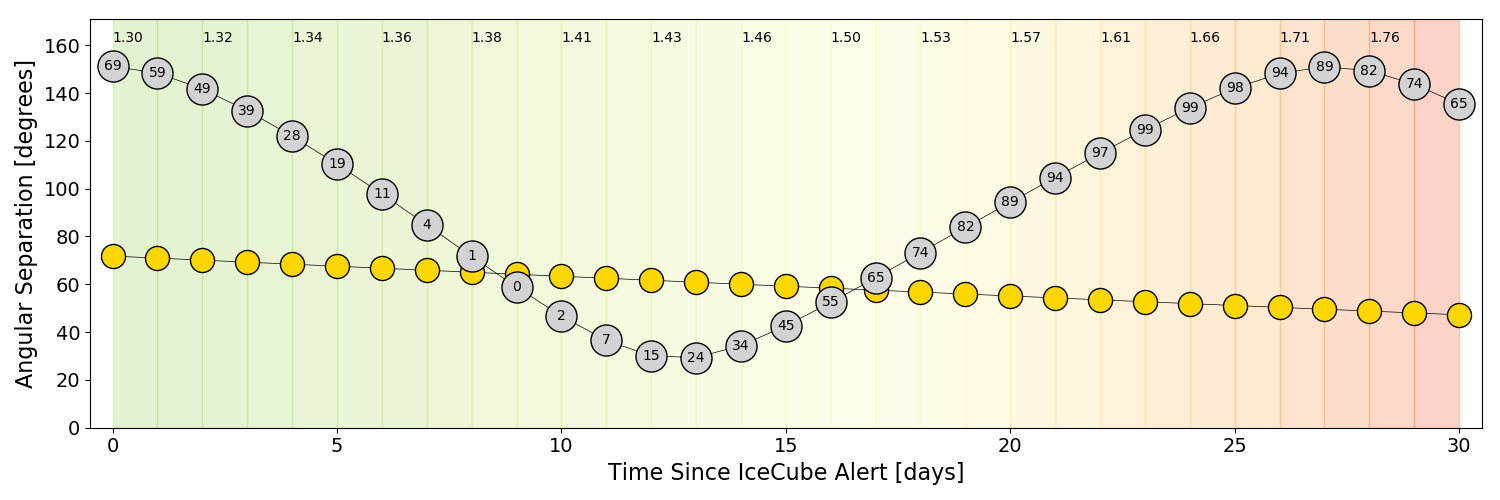 1.30 1.32 1.34 1.36 1.38 1.41 1.43 1.46 1.50 1.53 1.57 1.61 1.66 1.71 1.76
69 59 49 39 28 19 11 4 1 0 2 7 15 24 34 45 55 65 74 82 89 94 97 99 99 98 94 89 82 74 65
160
140
120
100
80
60
40
20
0
Angular Separation [degrees]
0 5 10 15 20 25 30
Time Since IceCube Alert [days]